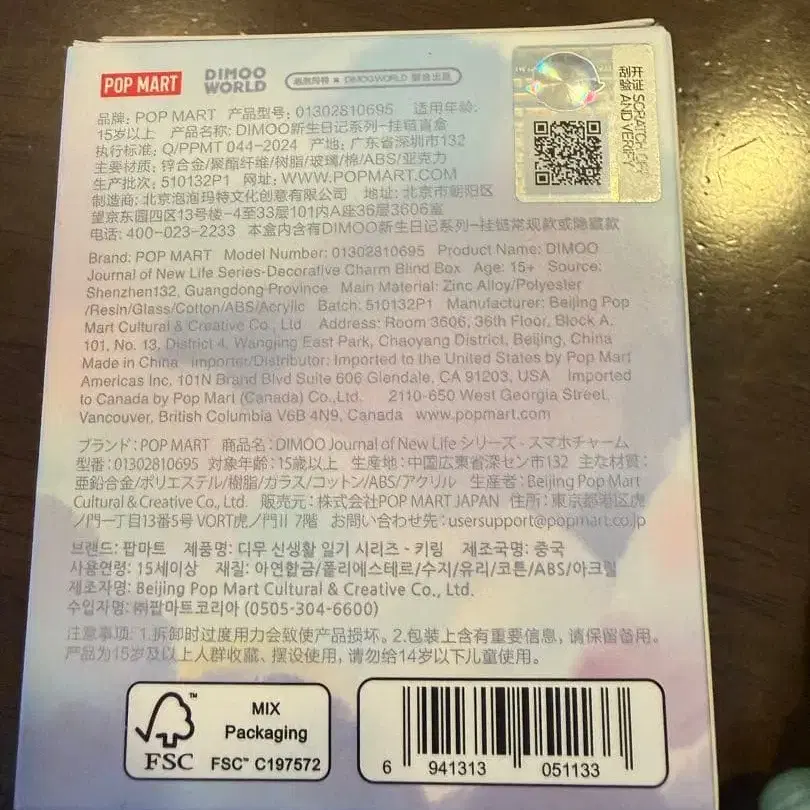 POP MART DIMOO WORLD 泡泡玛特 × DIMOO WORLD 联合出品
开涂验证 SCRATCH OFF AND VERIFY
品牌: POP MART 产品型号: 01302810695 适用年龄:
15岁以上 产品名称: DIMOO新生日记系列-挂链盲盒
执行标准: Q/PPMT 044-2024 产地: 广东省深圳市132
主要材质: 锌合金/聚酯纤维/树脂/玻璃/棉/ABS/亚克力
生产批次: 510132P1 网址: WWW.POPMART.COM
制造商: 北京泡泡玛特文化创意有限公司 地址: 北京市朝阳区
望京东园四区13号楼-4至33层101内A座36层3606室
电话: 400-023-2233 本盒内含有DIMOO新生日记系列-挂链常规款或隐藏款
Brand: POP MART Model Number: 01302810695 Product Name: DIMOO
Journal of New Life Series-Decorative Charm Blind Box Age: 15+ Source:
Shenzhen132, Guangdong Province Main Material: Zinc Alloy/Polyester
/Resin/Glass/Cotton/ABS/Acrylic Batch: 510132P1 Manufacturer: Beijing Pop
Mart Cultural & Creative Co., Ltd Address: Room 3606, 36th Floor, Block A,
101, No. 13, District 4, Wangjing East Park, Chaoyang District, Beijing, China
Made in China Importer/Distributor: Imported to the United States by Pop Mart
Americas Inc. 101N Brand Blvd Suite 606 Glendale, CA 91203, USA Imported
to Canada by Pop Mart (Canada) Co.,Ltd. 2110-650 West Georgia Street,
Vancouver, British Columbia V6B 4N9, Canada www.popmart.com
ブランド: POP MART 商品名: DIMOO Journal of New Life シリーズ - スマホチャーム
型番: 01302810695 対象年齢: 15歳以上 生産地: 中国広東省深セン市132 主な材質:
亜鉛合金/ポリエステル/樹脂/ガラス/コットン/ABS/アクリル 生産者: Beijing Pop Mart
Cultural & Creative Co., Ltd. 販売元: 株式会社POP MART JAPAN 住所: 東京都港区虎
ノ門一丁目13番5号 VORT虎ノ門II 7階 お問い合わせ先: usersupport@popmart.co.jp
브랜드: 팝마트 제품명: 디무 신생활 일기 시리즈 - 키링 제조국명: 중국
사용연령: 15세이상 재질: 아연합금/폴리에스테르/수지/유리/코튼/ABS/아크릴
제조자명: Beijing Pop Mart Cultural & Creative Co., Ltd.
수입자명: ㈜팝마트코리아 (0505-304-6600)
注意事项: 1.拆卸时过度用力会致使产品损坏。2.包装上含有重要信息, 请保留备用。
产品为15岁及以上人群收藏、摆设使用, 请勿给14岁以下儿童使用。
FSC™ MIX
Packaging
FSC™ C197572
6 941313 051133